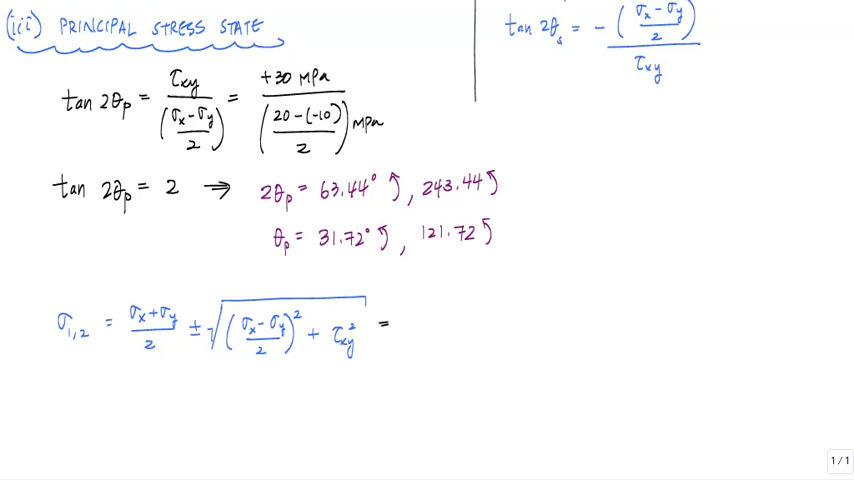 (iii) PRINCIPAL STRESS STATE
tan 2θp = τxy / ((σx − σy)/2) = +30 MPa / ((20 − (−10))/2) MPa
tan 2θp = 2 ⇒ 2θp = 63.44° ↺, 243.44 ↺
θp = 31.72° ↺, 121.72 ↺
σ1,2 = (σx + σy)/2 ± √(((σx − σy)/2)² + τxy²) =
tan 2θs = − ((σx − σy)/2) / τxy
1 / 1